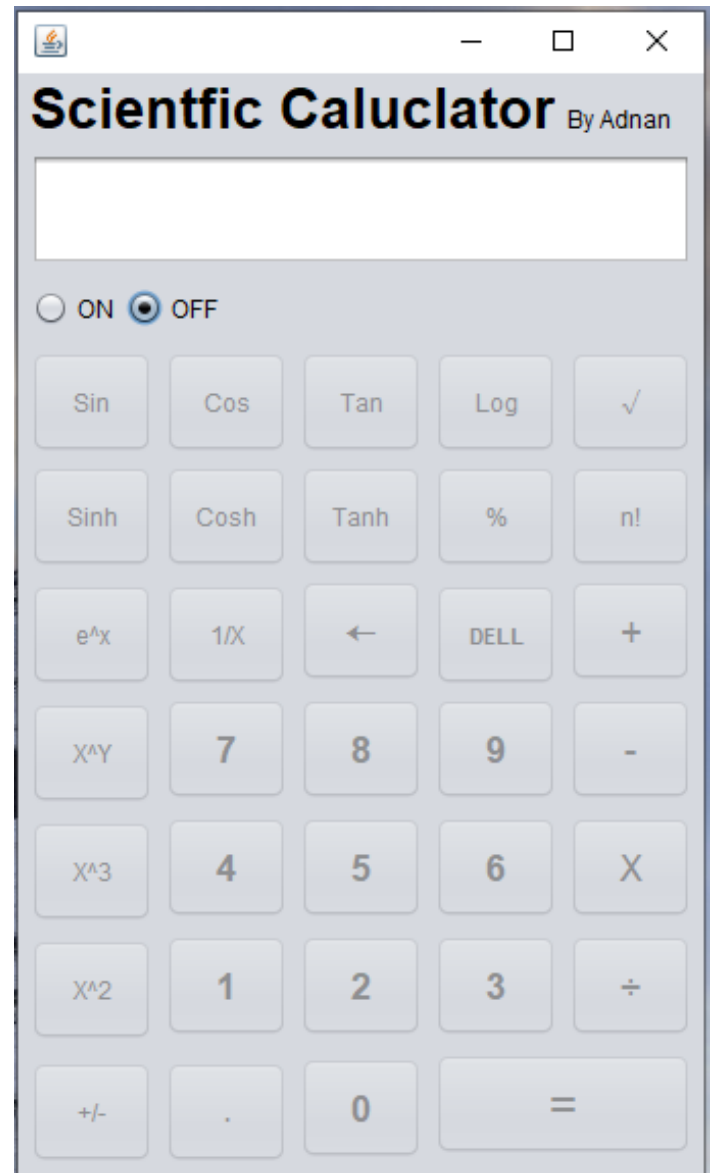 Scientfic Caluclator By Adnan
ON OFF
Sin Cos Tan Log √
Sinh Cosh Tanh % n!
e^x 1/X ← DELL +
X^Y 7 8 9 -
X^3 4 5 6 X
X^2 1 2 3 ÷
+/- . 0 =